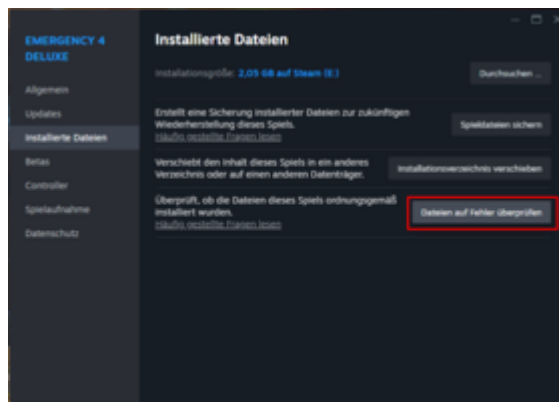 EMERGENCY 4
DELUXE
Allgemein
Updates
Installierte Dateien
Betas
Controller
Spielaufnahme
Datenschutz
Installierte Dateien
Installationsgröße: 2,05 GB auf Steam (E:)
Durchsuchen ...
Erstellt eine Sicherung installierter Dateien zur zukünftigen
Wiederherstellung dieses Spiels.
Häufig gestellte Fragen lesen
Spieldateien sichern
Verschiebt den Inhalt dieses Spiels in ein anderes
Verzeichnis oder auf einen anderen Datenträger.
Installationsverzeichnis verschieben
Überprüft, ob die Dateien dieses Spiels ordnungsgemäß
installiert wurden.
Häufig gestellte Fragen lesen
Dateien auf Fehler überprüfen